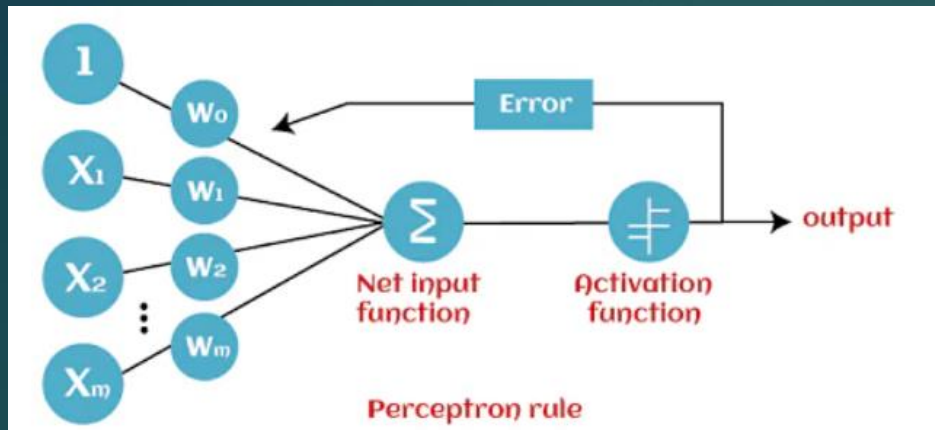 1
W₀
Error
X₁
W₁
Σ
output
X₂
W₂
Net input
function
Activation
function
Xₘ
Wₘ
Perceptron rule